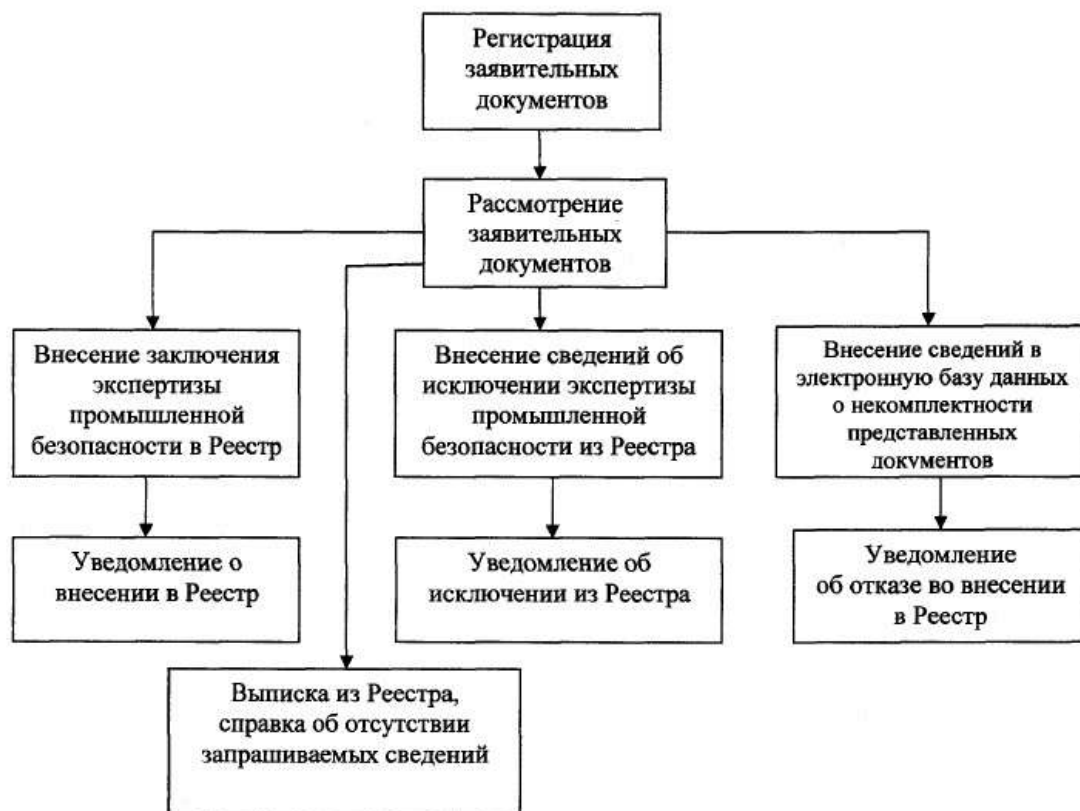 Регистрация
заявительных
документов
Рассмотрение
заявительных
документов
Внесение заключения
экспертизы
промышленной
безопасности в Реестр
Внесение сведений об
исключении экспертизы
промышленной
безопасности из Реестра
Внесение сведений в
электронную базу данных
о некомплектности
представленных
документов
Уведомление о
внесении в Реестр
Уведомление об
исключении из Реестра
Уведомление
об отказе во внесении
в Реестр
Выписка из Реестра,
справка об отсутствии
запрашиваемых сведений